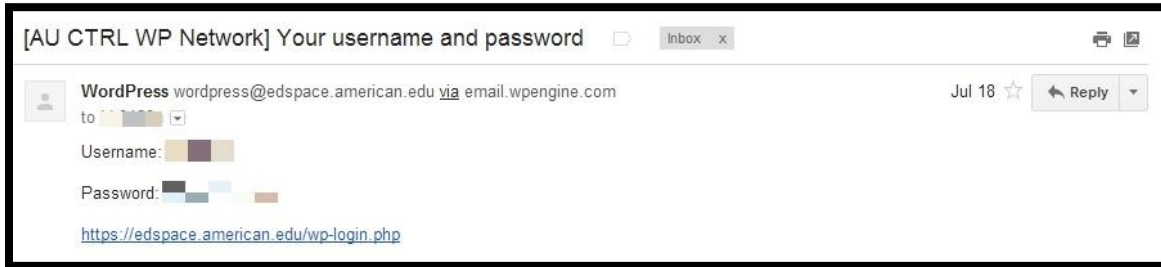 [AU CTRL WP Network] Your username and password Inbox x
WordPress wordpress@edspace.american.edu via email.wpengine.com Jul 18 Reply
to
Username:
Password:
https://edspace.american.edu/wp-login.php